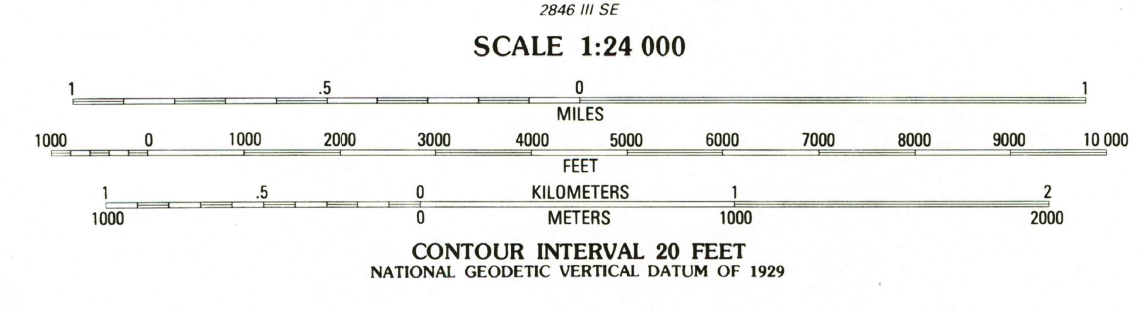 2846 III SE
SCALE 1:24 000
1 .5 0 1
MILES
1000 0 1000 2000 3000 4000 5000 6000 7000 8000 9000 10 000
FEET
1 .5 0 KILOMETERS 1 2
1000 0 METERS 1000 2000
CONTOUR INTERVAL 20 FEET
NATIONAL GEODETIC VERTICAL DATUM OF 1929